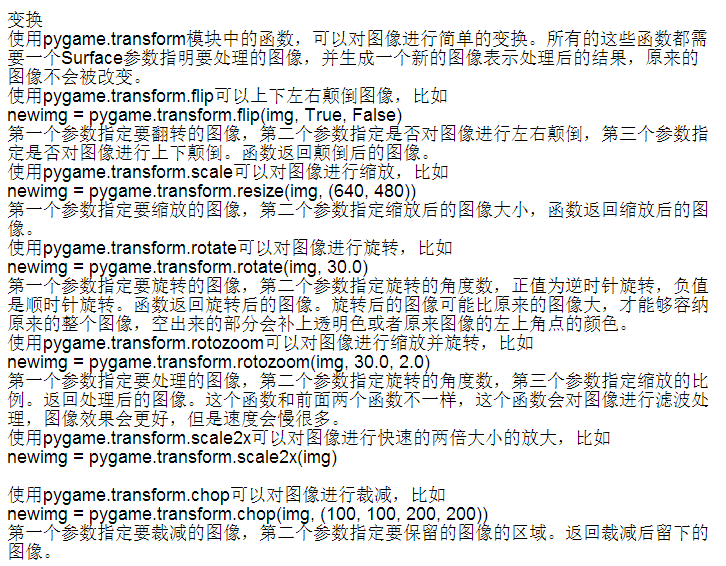 变换
使用pygame.transform模块中的函数，可以对图像进行简单的变换。所有的这些函数都需
要一个Surface参数指明要处理的图像，并生成一个新的图像表示处理后的结果，原来的
图像不会被改变。
使用pygame.transform.flip可以上下左右颠倒图像，比如
newimg = pygame.transform.flip(img, True, False)
第一个参数指定要翻转的图像，第二个参数指定是否对图像进行左右颠倒，第三个参数指
定是否对图像进行上下颠倒。函数返回颠倒后的图像。
使用pygame.transform.scale可以对图像进行缩放，比如
newimg = pygame.transform.resize(img, (640, 480))
第一个参数指定要缩放的图像，第二个参数指定缩放后的图像大小，函数返回缩放后的图
像。
使用pygame.transform.rotate可以对图像进行旋转，比如
newimg = pygame.transform.rotate(img, 30.0)
第一个参数指定要旋转的图像，第二个参数指定旋转的角度数，正值为逆时针旋转，负值
是顺时针旋转。函数返回旋转后的图像。旋转后的图像可能比原来的图像大，才能够容纳
原来的整个图像，空出来的部分会补上透明色或者原来图像的左上角点的颜色。
使用pygame.transform.rotozoom可以对图像进行缩放并旋转，比如
newimg = pygame.transform.rotozoom(img, 30.0, 2.0)
第一个参数指定要处理的图像，第二个参数指定旋转的角度数，第三个参数指定缩放的比
例。返回处理后的图像。这个函数和前面两个函数不一样，这个函数会对图像进行滤波处
理，图像效果会更好，但是速度会慢很多。
使用pygame.transform.scale2x可以对图像进行快速的两倍大小的放大，比如
newimg = pygame.transform.scale2x(img)
使用pygame.transform.chop可以对图像进行裁减，比如
newimg = pygame.transform.chop(img, (100, 100, 200, 200))
第一个参数指定要裁减的图像，第二个参数指定要保留的图像的区域。返回裁减后留下的
图像。